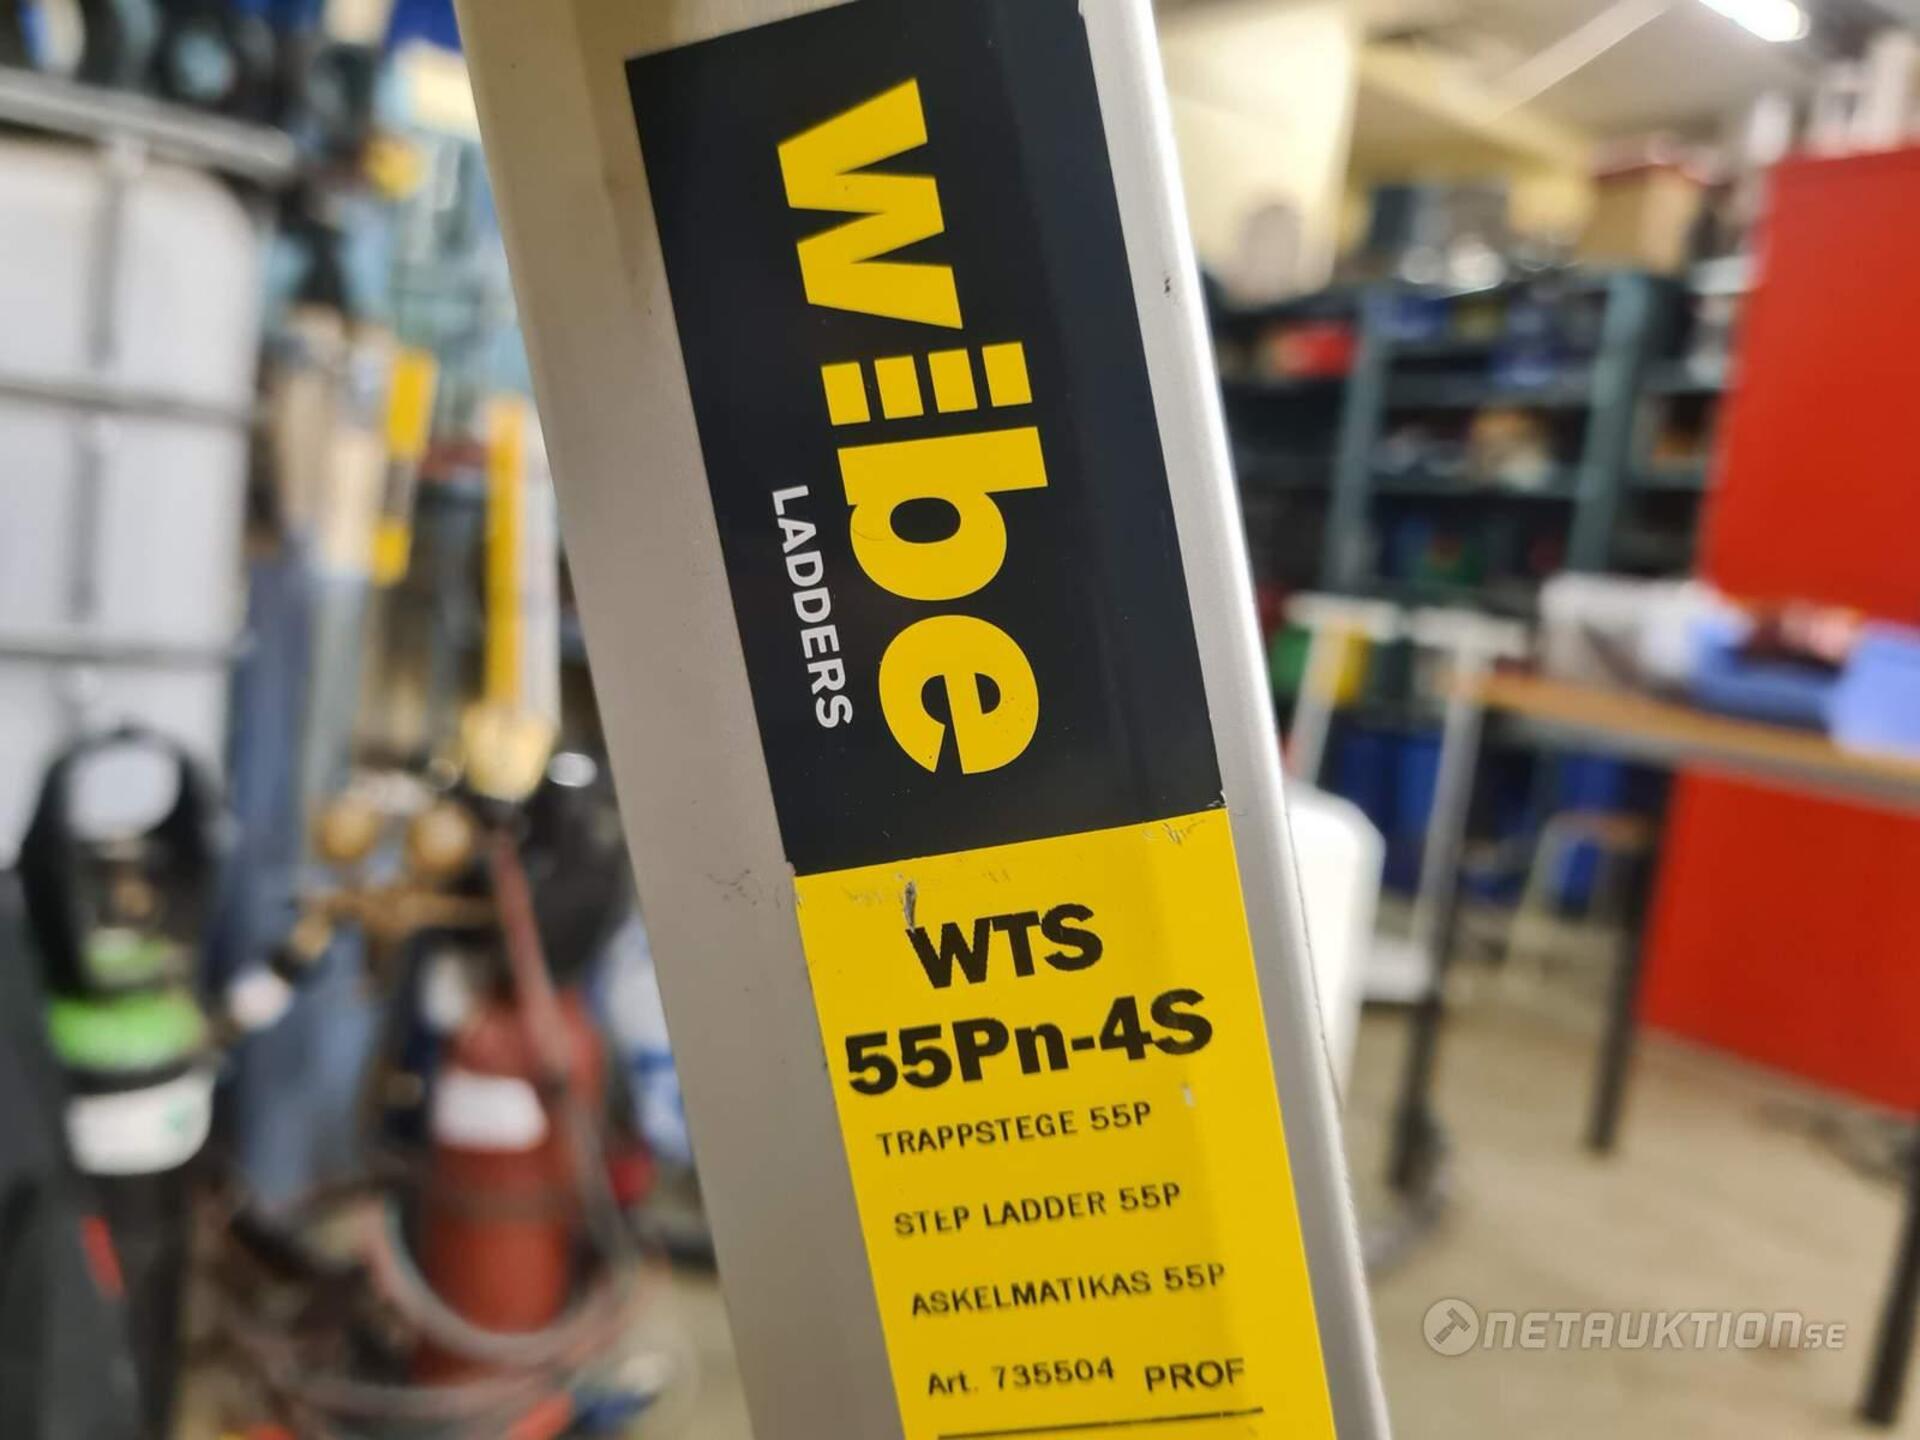 wibe
LADDERS
WTS
55Pn-4S
TRAPPSTEGE 55P
STEP LADDER 55P
ASKELMATIKAS 55P
Art. 735504 PROF
NETAUKTION.SE